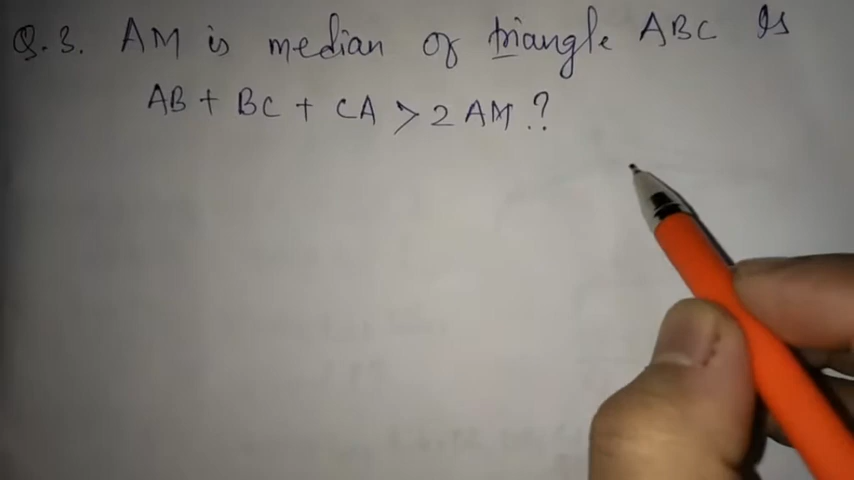 Q.3. AM is median of triangle ABC Is
AB + BC + CA > 2 AM ?